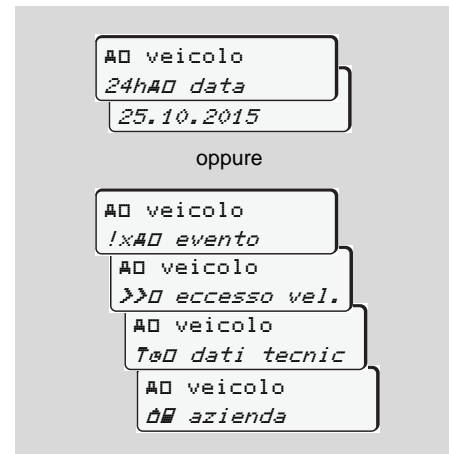 veicolo
24h data
25.10.2015
oppure
veicolo
!x evento
veicolo
>> eccesso vel.
veicolo
dati tecnic
veicolo
azienda